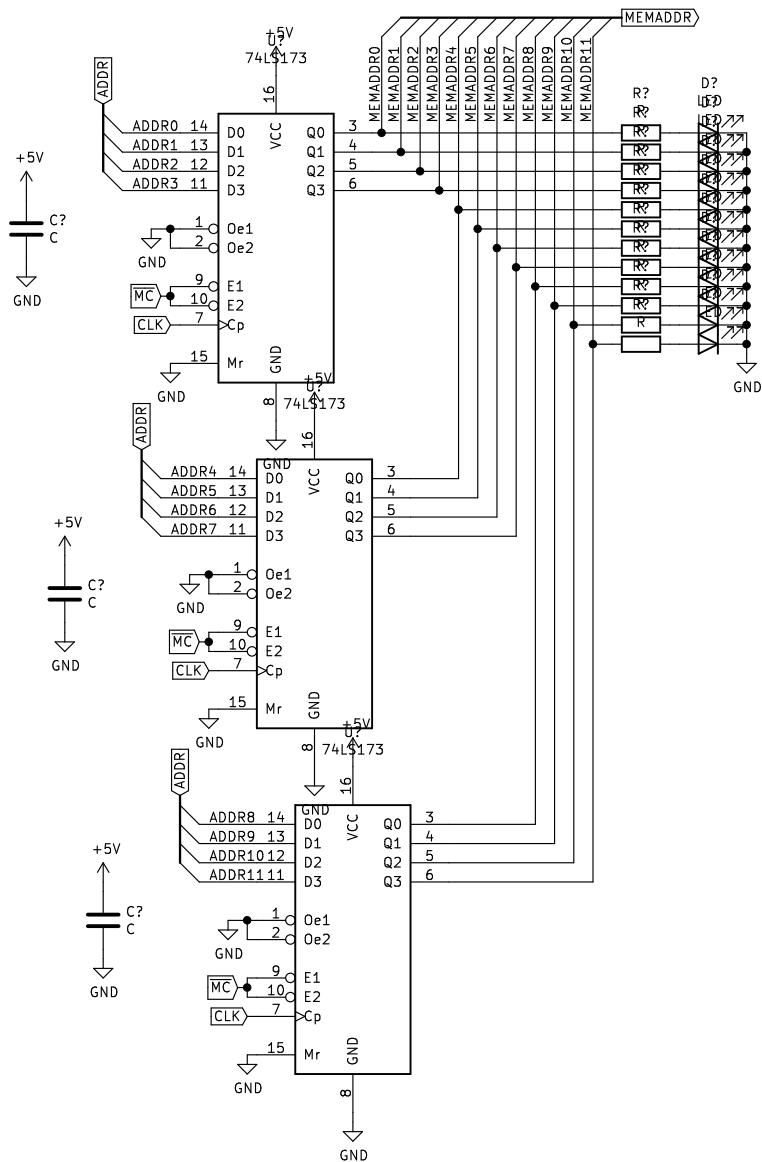 MEMADDR
+5V
U?
74LS173
ADDR
16
VCC
MEMADDR0
MEMADDR1
MEMADDR2
MEMADDR3
MEMADDR4
MEMADDR5
MEMADDR6
MEMADDR7
MEMADDR8
MEMADDR9
MEMADDR10
MEMADDR11
R?
D?
LED
ADDR0 14 D0 Q0 3
ADDR1 13 D1 Q1 4
ADDR2 12 D2 Q2 5
ADDR3 11 D3 Q3 6
+5V
C?
C
GND
1 Oe1
2 Oe2
GND
9 E1
MC
10 E2
CLK 7 Cp
15 Mr
GND
GND
8
GND
R
GND
+5V
U?
74LS173
ADDR
16
VCC
ADDR4 14 D0 Q0 3
ADDR5 13 D1 Q1 4
ADDR6 12 D2 Q2 5
ADDR7 11 D3 Q3 6
+5V
C?
C
GND
1 Oe1
2 Oe2
GND
9 E1
MC
10 E2
CLK 7 Cp
15 Mr
GND
GND
8
GND
+5V
U?
74LS173
ADDR
16
VCC
ADDR8 14 D0 Q0 3
ADDR9 13 D1 Q1 4
ADDR10 12 D2 Q2 5
ADDR11 11 D3 Q3 6
+5V
C?
C
GND
1 Oe1
2 Oe2
GND
9 E1
MC
10 E2
CLK 7 Cp
15 Mr
GND
GND
8
GND